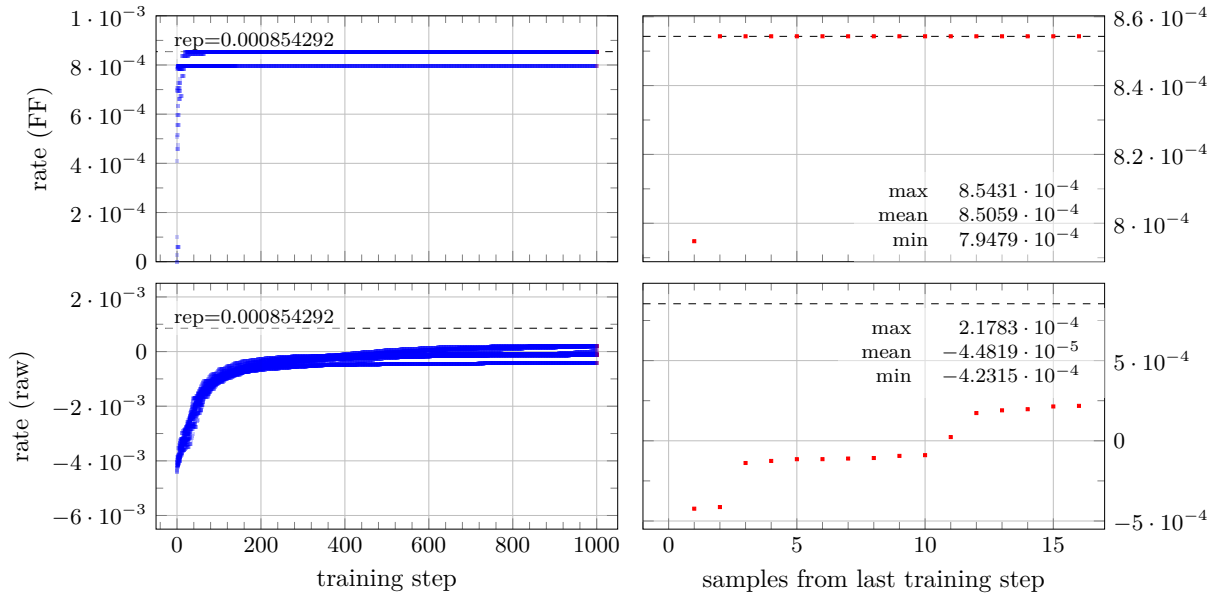 1 · 10⁻³
8 · 10⁻⁴
6 · 10⁻⁴
4 · 10⁻⁴
2 · 10⁻⁴
0
rate (FF)
rep=0.000854292
8.6 · 10⁻⁴
8.4 · 10⁻⁴
8.2 · 10⁻⁴
8 · 10⁻⁴
max 8.5431 · 10⁻⁴
mean 8.5059 · 10⁻⁴
min 7.9479 · 10⁻⁴
2 · 10⁻³
0
−2 · 10⁻³
−4 · 10⁻³
−6 · 10⁻³
rate (raw)
rep=0.000854292
0 200 400 600 800 1000
training step
max 2.1783 · 10⁻⁴
mean −4.4819 · 10⁻⁵
min −4.2315 · 10⁻⁴
5 · 10⁻⁴
0
−5 · 10⁻⁴
0 5 10 15
samples from last training step